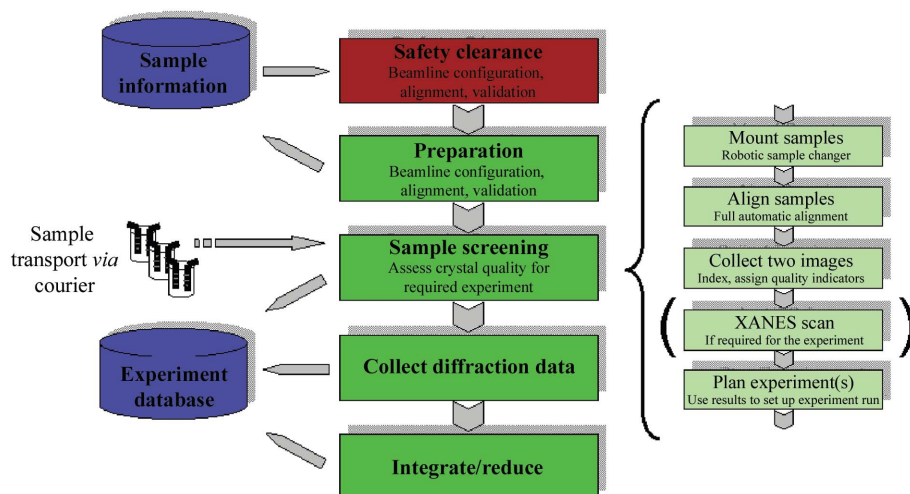 Sample
information
Safety clearance
Beamline configuration,
alignment, validation
Preparation
Beamline configuration,
alignment, validation
Sample
transport via
courier
Sample screening
Assess crystal quality for
required experiment
Experiment
database
Collect diffraction data
Integrate/reduce
Mount samples
Robotic sample changer
Align samples
Full automatic alignment
Collect two images
Index, assign quality indicators
( XANES scan )
If required for the experiment
Plan experiment(s)
Use results to set up experiment run